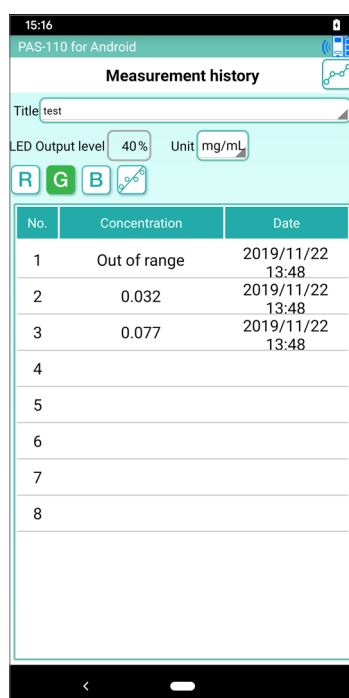 15:16
PAS-110 for Android
Measurement history
Title test
LED Output level 40% Unit mg/mL
R G B
No. Concentration Date
1 Out of range 2019/11/22 13:48
2 0.032 2019/11/22 13:48
3 0.077 2019/11/22 13:48
4
5
6
7
8